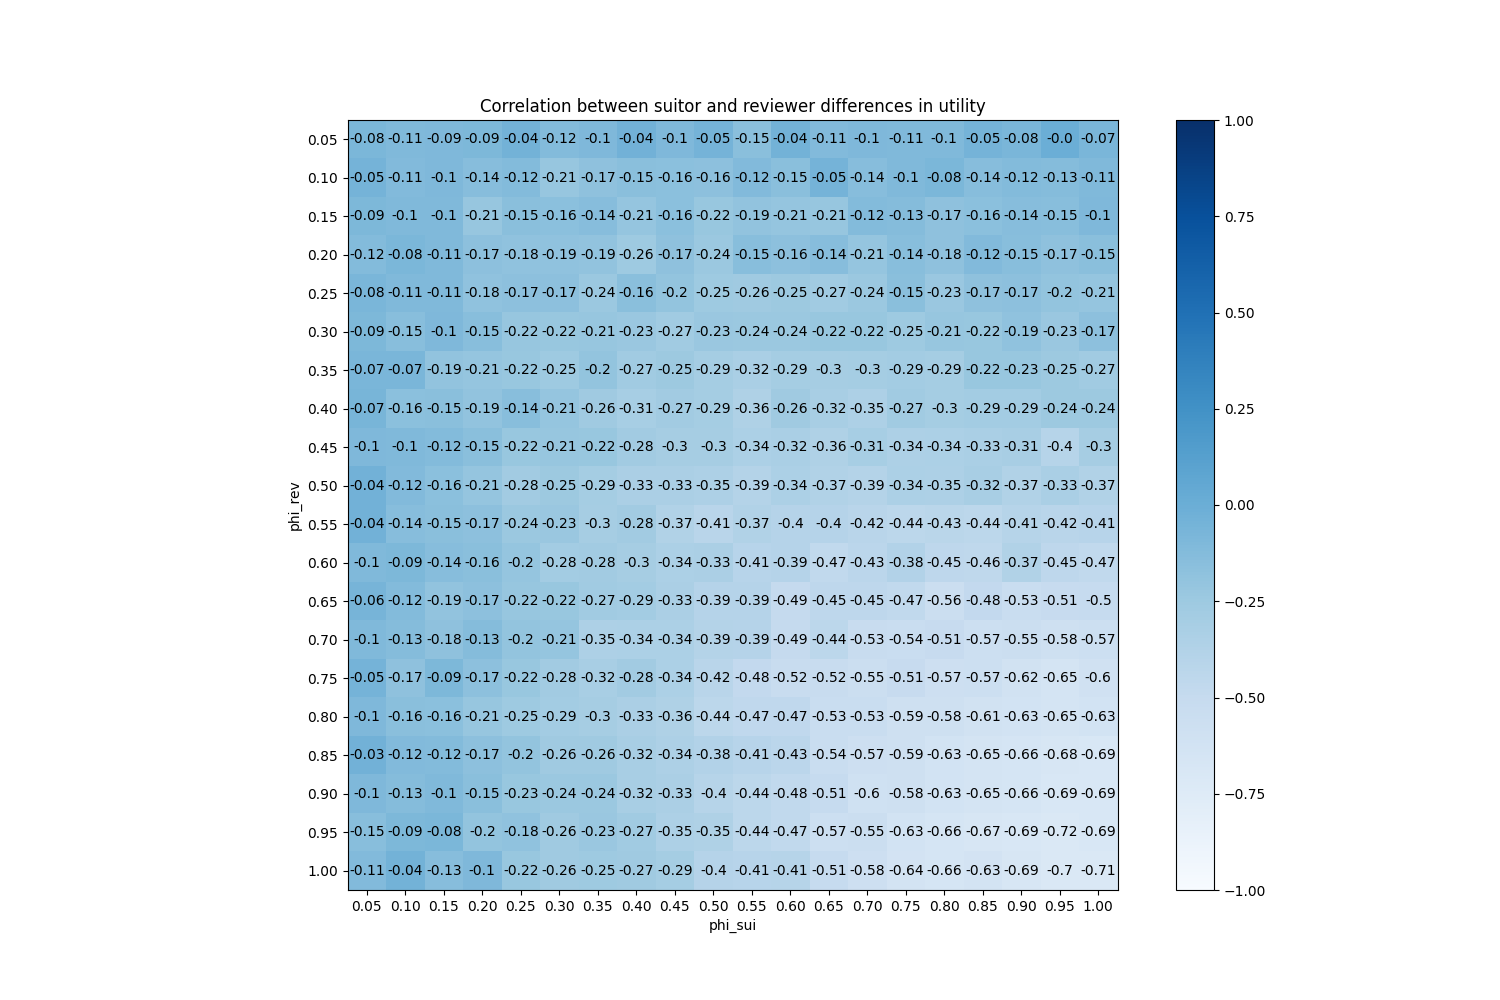 Correlation between suitor and reviewer differences in utility
0.05 -0.08 -0.11 -0.09 -0.09 -0.04 -0.12 -0.1 -0.04 -0.1 -0.05 -0.15 -0.04 -0.11 -0.1 -0.11 -0.1 -0.05 -0.08 -0.0 -0.07
0.10 -0.05 -0.11 -0.1 -0.14 -0.12 -0.21 -0.17 -0.15 -0.16 -0.16 -0.12 -0.15 -0.05 -0.14 -0.1 -0.08 -0.14 -0.12 -0.13 -0.11
0.15 -0.09 -0.1 -0.1 -0.21 -0.15 -0.16 -0.14 -0.21 -0.16 -0.22 -0.19 -0.21 -0.21 -0.12 -0.13 -0.17 -0.16 -0.14 -0.15 -0.1
0.20 -0.12 -0.08 -0.11 -0.17 -0.18 -0.19 -0.19 -0.26 -0.17 -0.24 -0.15 -0.16 -0.14 -0.21 -0.14 -0.18 -0.12 -0.15 -0.17 -0.15
0.25 -0.08 -0.11 -0.11 -0.18 -0.17 -0.17 -0.24 -0.16 -0.2 -0.25 -0.26 -0.25 -0.27 -0.24 -0.15 -0.23 -0.17 -0.17 -0.2 -0.21
0.30 -0.09 -0.15 -0.1 -0.15 -0.22 -0.22 -0.21 -0.23 -0.27 -0.23 -0.24 -0.24 -0.22 -0.22 -0.25 -0.21 -0.22 -0.19 -0.23 -0.17
0.35 -0.07 -0.07 -0.19 -0.21 -0.22 -0.25 -0.2 -0.27 -0.25 -0.29 -0.32 -0.29 -0.3 -0.3 -0.29 -0.29 -0.22 -0.23 -0.25 -0.27
0.40 -0.07 -0.16 -0.15 -0.19 -0.14 -0.21 -0.26 -0.31 -0.27 -0.29 -0.36 -0.26 -0.32 -0.35 -0.27 -0.3 -0.29 -0.29 -0.24 -0.24
0.45 -0.1 -0.1 -0.12 -0.15 -0.22 -0.21 -0.22 -0.28 -0.3 -0.3 -0.34 -0.32 -0.36 -0.31 -0.34 -0.34 -0.33 -0.31 -0.4 -0.3
0.50 -0.04 -0.12 -0.16 -0.21 -0.28 -0.25 -0.29 -0.33 -0.33 -0.35 -0.39 -0.34 -0.37 -0.39 -0.34 -0.35 -0.32 -0.37 -0.33 -0.37
0.55 -0.04 -0.14 -0.15 -0.17 -0.24 -0.23 -0.3 -0.28 -0.37 -0.41 -0.37 -0.4 -0.4 -0.42 -0.44 -0.43 -0.44 -0.41 -0.42 -0.41
0.60 -0.1 -0.09 -0.14 -0.16 -0.2 -0.28 -0.28 -0.3 -0.34 -0.33 -0.41 -0.39 -0.47 -0.43 -0.38 -0.45 -0.46 -0.37 -0.45 -0.47
0.65 -0.06 -0.12 -0.19 -0.17 -0.22 -0.22 -0.27 -0.29 -0.33 -0.39 -0.39 -0.49 -0.45 -0.45 -0.47 -0.56 -0.48 -0.53 -0.51 -0.5
0.70 -0.1 -0.13 -0.18 -0.13 -0.2 -0.21 -0.35 -0.34 -0.34 -0.39 -0.39 -0.49 -0.44 -0.53 -0.54 -0.51 -0.57 -0.55 -0.58 -0.57
0.75 -0.05 -0.17 -0.09 -0.17 -0.22 -0.28 -0.32 -0.28 -0.34 -0.42 -0.48 -0.52 -0.52 -0.55 -0.51 -0.57 -0.57 -0.62 -0.65 -0.6
0.80 -0.1 -0.16 -0.16 -0.21 -0.25 -0.29 -0.3 -0.33 -0.36 -0.44 -0.47 -0.47 -0.53 -0.53 -0.59 -0.58 -0.61 -0.63 -0.65 -0.63
0.85 -0.03 -0.12 -0.12 -0.17 -0.2 -0.26 -0.26 -0.32 -0.34 -0.38 -0.41 -0.43 -0.54 -0.57 -0.59 -0.63 -0.65 -0.66 -0.68 -0.69
0.90 -0.1 -0.13 -0.1 -0.15 -0.23 -0.24 -0.24 -0.32 -0.33 -0.4 -0.44 -0.48 -0.51 -0.6 -0.58 -0.63 -0.65 -0.66 -0.69 -0.69
0.95 -0.15 -0.09 -0.08 -0.2 -0.18 -0.26 -0.23 -0.27 -0.35 -0.35 -0.44 -0.47 -0.57 -0.55 -0.63 -0.66 -0.67 -0.69 -0.72 -0.69
1.00 -0.11 -0.04 -0.13 -0.1 -0.22 -0.26 -0.25 -0.27 -0.29 -0.4 -0.41 -0.41 -0.51 -0.58 -0.64 -0.66 -0.63 -0.69 -0.7 -0.71
0.05 0.10 0.15 0.20 0.25 0.30 0.35 0.40 0.45 0.50 0.55 0.60 0.65 0.70 0.75 0.80 0.85 0.90 0.95 1.00
phi_sui
phi_rev
1.00
0.75
0.50
0.25
0.00
−0.25
−0.50
−0.75
−1.00